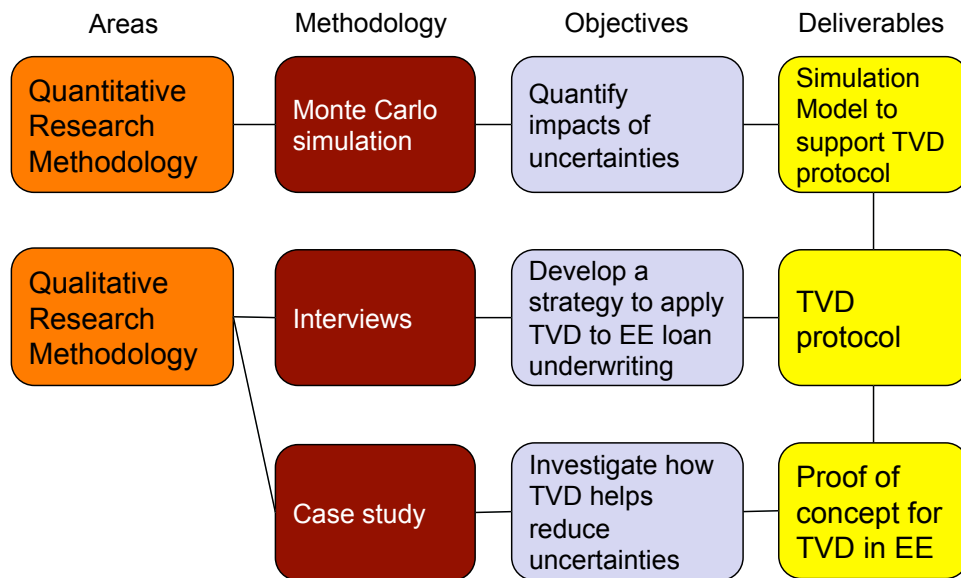 Areas
Methodology
Objectives
Deliverables
Quantitative
Research
Methodology
Monte Carlo
simulation
Quantify
impacts of
uncertainties
Simulation
Model to
support TVD
protocol
Qualitative
Research
Methodology
Interviews
Develop a
strategy to apply
TVD to EE loan
underwriting
TVD
protocol
Case study
Investigate how
TVD helps
reduce
uncertainties
Proof of
concept for
TVD in EE